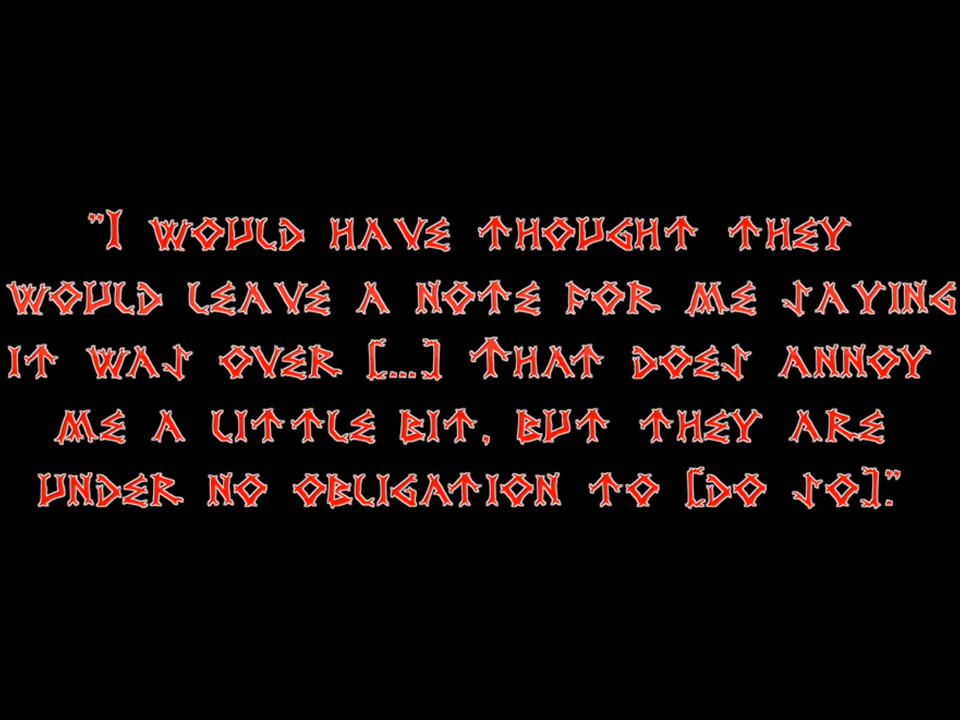 "I would have thought they
would leave a note for me saying
it was over [...] That does annoy
me a little bit, but they are
under no obligation to [do so]."